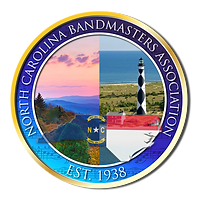 NORTH CAROLINA BANDMASTERS ASSOCIATION
N C
EST. 1938